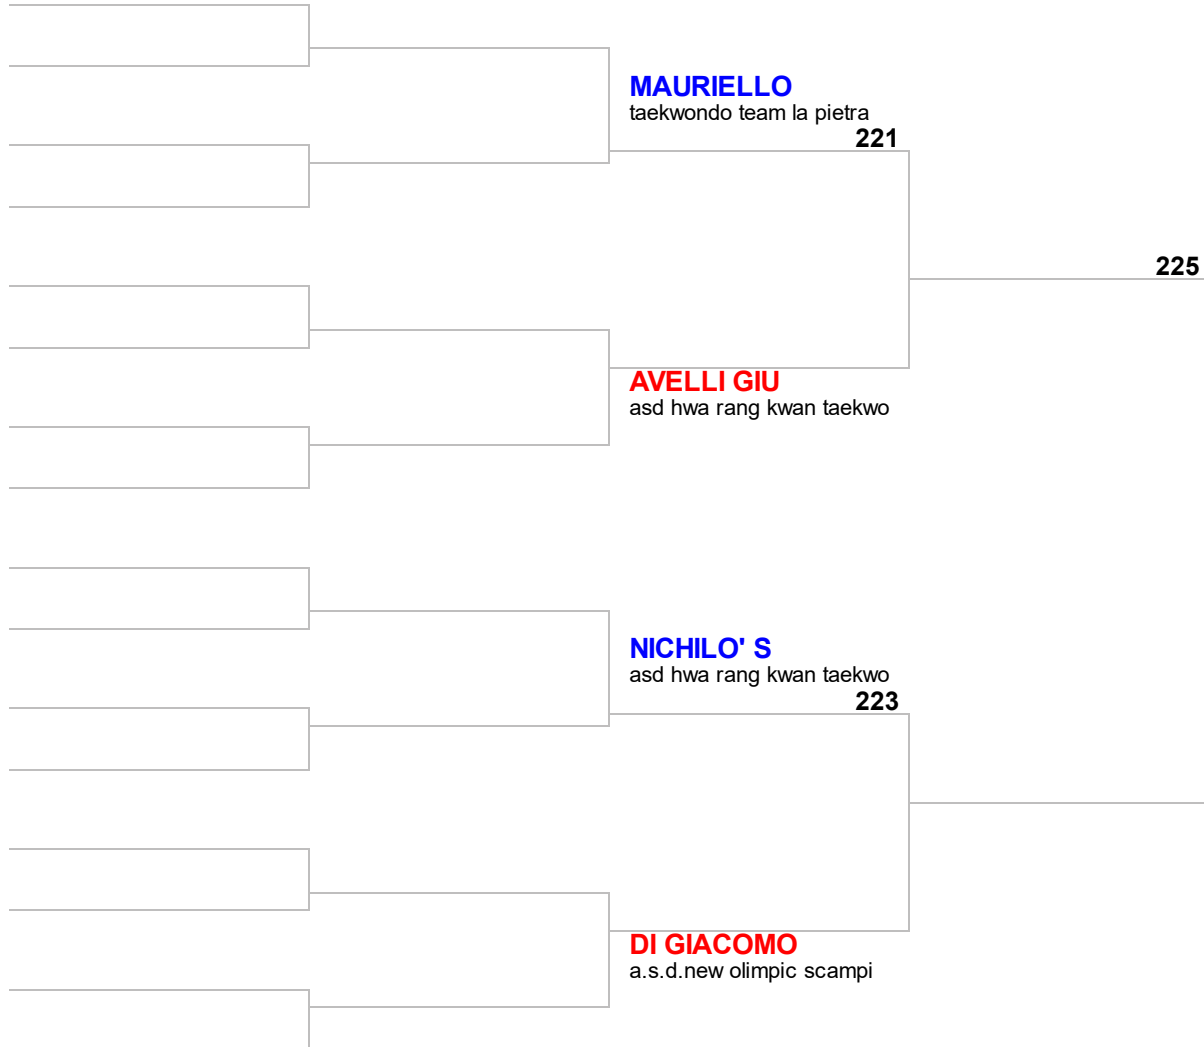 MAURIELLO
taekwondo team la pietra
221
225
AVELLI GIU
asd hwa rang kwan taekwo
NICHILO' S
asd hwa rang kwan taekwo
223
DI GIACOMO
a.s.d.new olimpic scampi